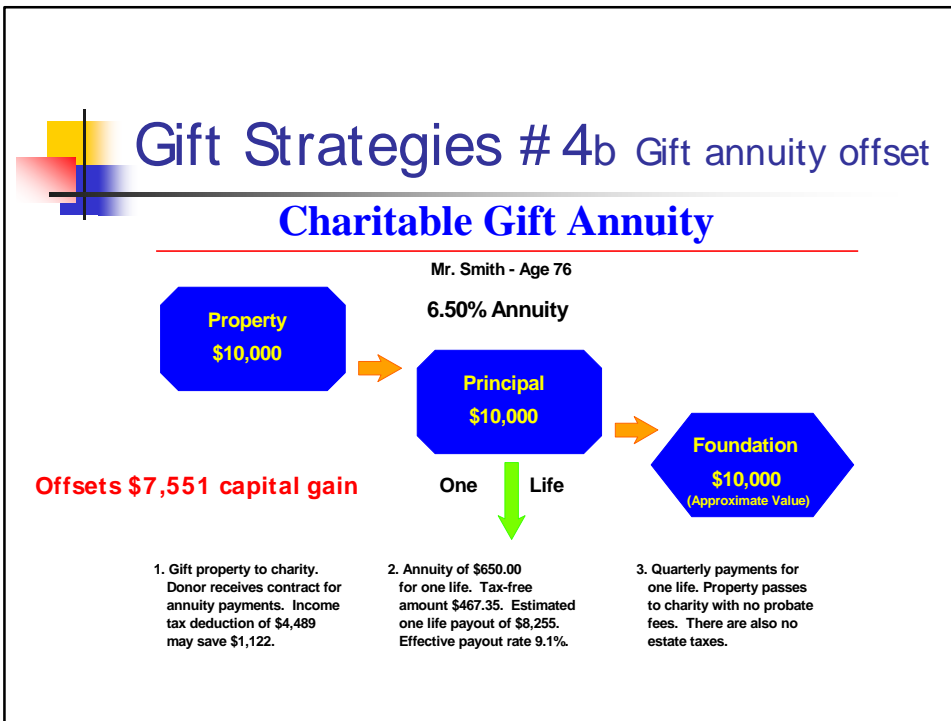 Gift Strategies #4b Gift annuity offset
Charitable Gift Annuity
Mr. Smith - Age 76
6.50% Annuity
Property
$10,000
Principal
$10,000
Foundation
$10,000
(Approximate Value)
Offsets $7,551 capital gain
One Life
1. Gift property to charity.
Donor receives contract for
annuity payments. Income
tax deduction of $4,489
may save $1,122.
2. Annuity of $650.00
for one life. Tax-free
amount $467.35. Estimated
one life payout of $8,255.
Effective payout rate 9.1%.
3. Quarterly payments for
one life. Property passes
to charity with no probate
fees. There are also no
estate taxes.